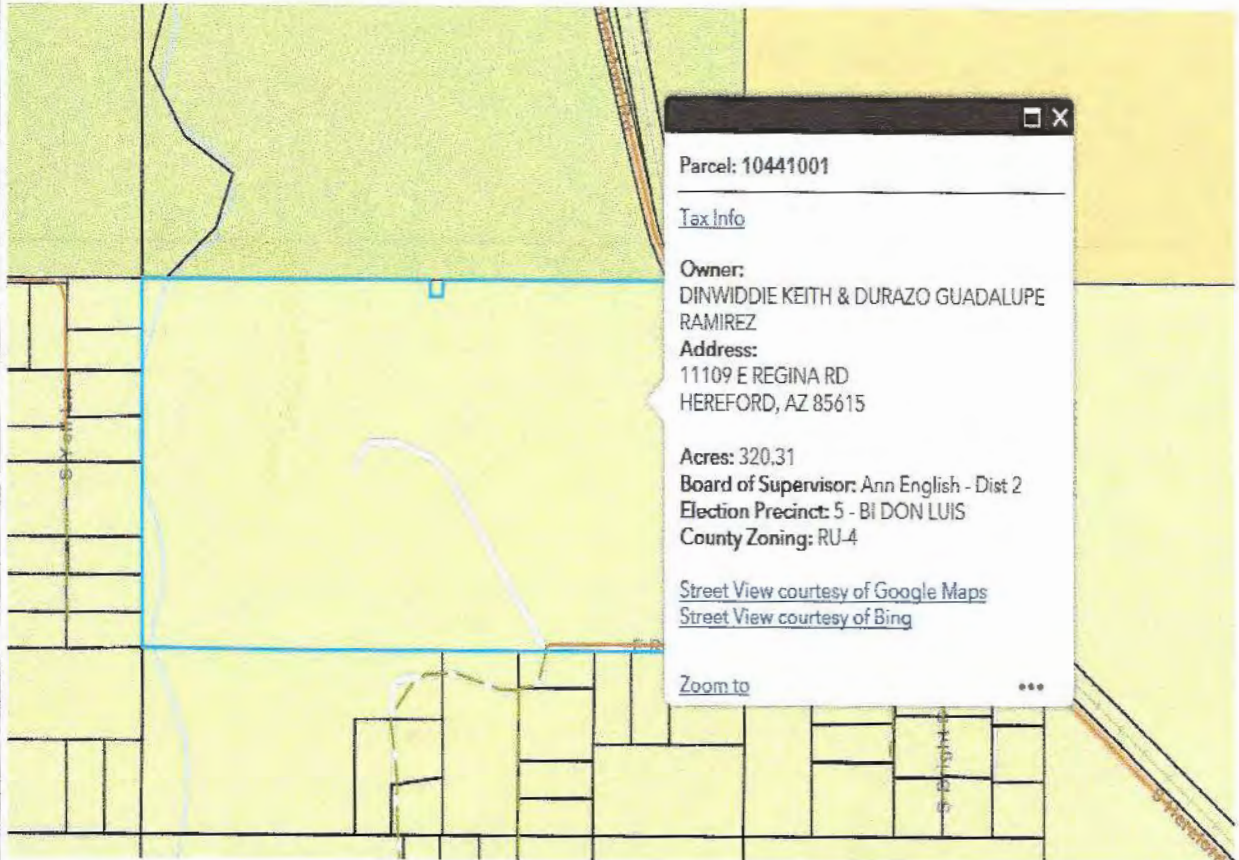 Parcel: 10441001
Tax Info
Owner:
DINWIDDIE KEITH & DURAZO GUADALUPE
RAMIREZ
Address:
11109 E REGINA RD
HEREFORD, AZ 85615
Acres: 320.31
Board of Supervisor: Ann English - Dist 2
Election Precinct: 5 - BI DON LUIS
County Zoning: RU-4
Street View courtesy of Google Maps
Street View courtesy of Bing
Zoom to
S Hereford